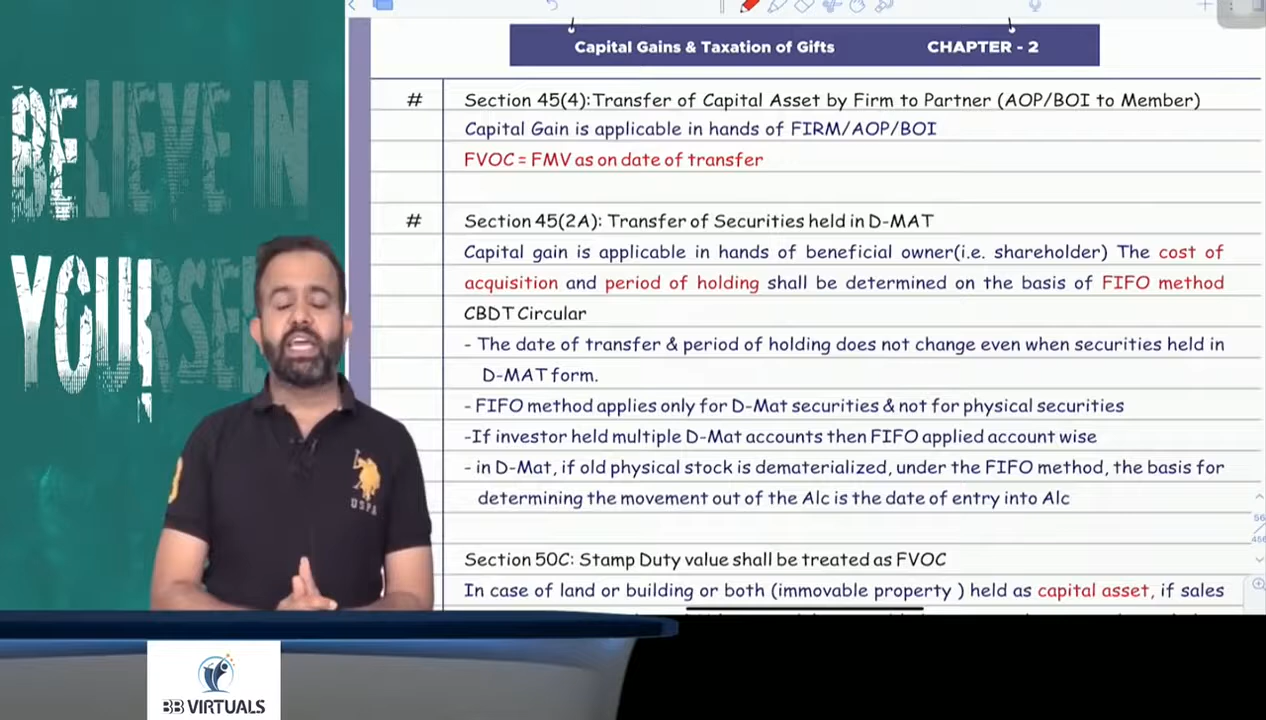 Capital Gains & Taxation of Gifts CHAPTER - 2
# Section 45(4):Transfer of Capital Asset by Firm to Partner (AOP/BOI to Member)
Capital Gain is applicable in hands of FIRM/AOP/BOI
FVOC = FMV as on date of transfer
# Section 45(2A): Transfer of Securities held in D-MAT
Capital gain is applicable in hands of beneficial owner(i.e. shareholder) The cost of
acquisition and period of holding shall be determined on the basis of FIFO method
CBDT Circular
- The date of transfer & period of holding does not change even when securities held in
D-MAT form.
- FIFO method applies only for D-Mat securities & not for physical securities
-If investor held multiple D-Mat accounts then FIFO applied account wise
- in D-Mat, if old physical stock is dematerialized, under the FIFO method, the basis for
determining the movement out of the Alc is the date of entry into Alc
Section 50C: Stamp Duty value shall be treated as FVOC
In case of land or building or both (immovable property ) held as capital asset, if sales
BELIEVE IN
YOURSELF
YOU!
3
USPA
56
456
BB VIRTUALS